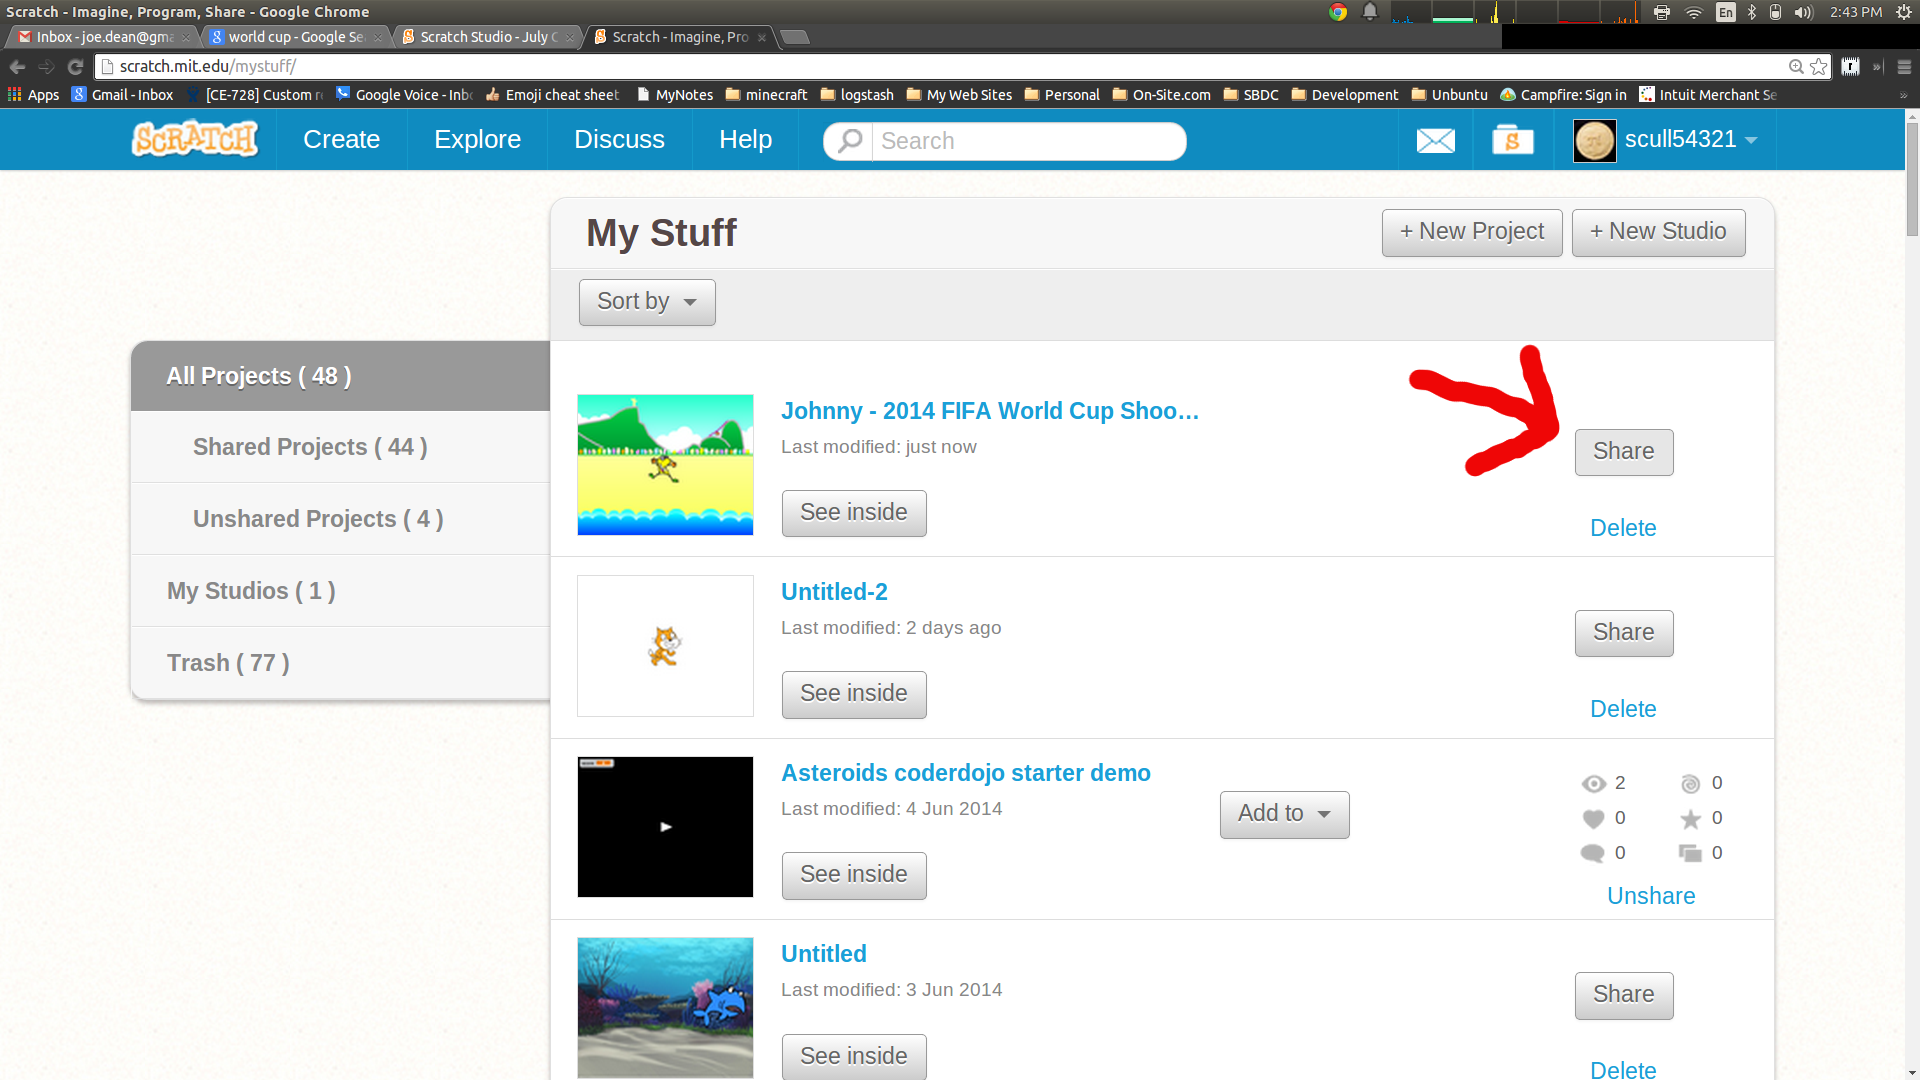 Scratch - Imagine, Program, Share - Google Chrome
En
2:43 PM
Inbox - joe.dean@gma
world cup - Google Se
Scratch Studio - July C
Scratch - Imagine, Pro
scratch.mit.edu/mystuff/
Apps
Gmail - Inbox
[CE-728] Custom r
Google Voice - Inbo
Emoji cheat sheet
MyNotes
minecraft
logstash
My Web Sites
Personal
On-Site.com
SBDC
Development
Unbuntu
Campfire: Sign in
Intuit Merchant Se
SCRATCH
Create
Explore
Discuss
Help
Search
S
scull54321
My Stuff
+ New Project
+ New Studio
Sort by
All Projects ( 48 )
Shared Projects ( 44 )
Unshared Projects ( 4 )
My Studios ( 1 )
Trash ( 77 )
Johnny - 2014 FIFA World Cup Shoo...
Last modified: just now
See inside
Share
Delete
Untitled-2
Last modified: 2 days ago
See inside
Share
Delete
Asteroids coderdojo starter demo
Last modified: 4 Jun 2014
See inside
Add to
2 0
0 0
0 0
Unshare
Untitled
Last modified: 3 Jun 2014
See inside
Share
Delete